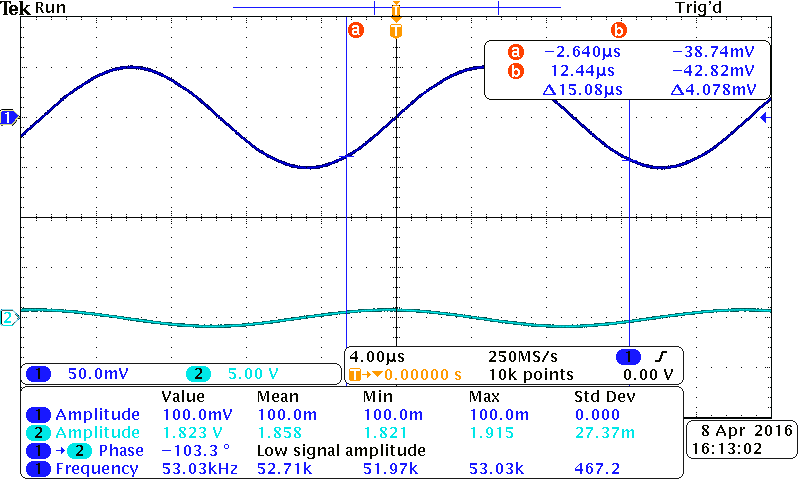 Tek Run Trig'd
T
a b
T
a −2.640µs −38.74mV
b 12.44µs −42.82mV
Δ15.08µs Δ4.078mV
1
2
1 50.0mV 2 5.00 V
4.00µs 250MS/s 1
T→▼0.00000 s 10k points 0.00 V
Value Mean Min Max Std Dev
1 Amplitude 100.0mV 100.0m 100.0m 100.0m 0.000
2 Amplitude 1.823 V 1.858 1.821 1.915 27.37m
1 → 2 Phase −103.3 ° Low signal amplitude
1 Frequency 53.03kHz 52.71k 51.97k 53.03k 467.2
8 Apr 2016
16:13:02